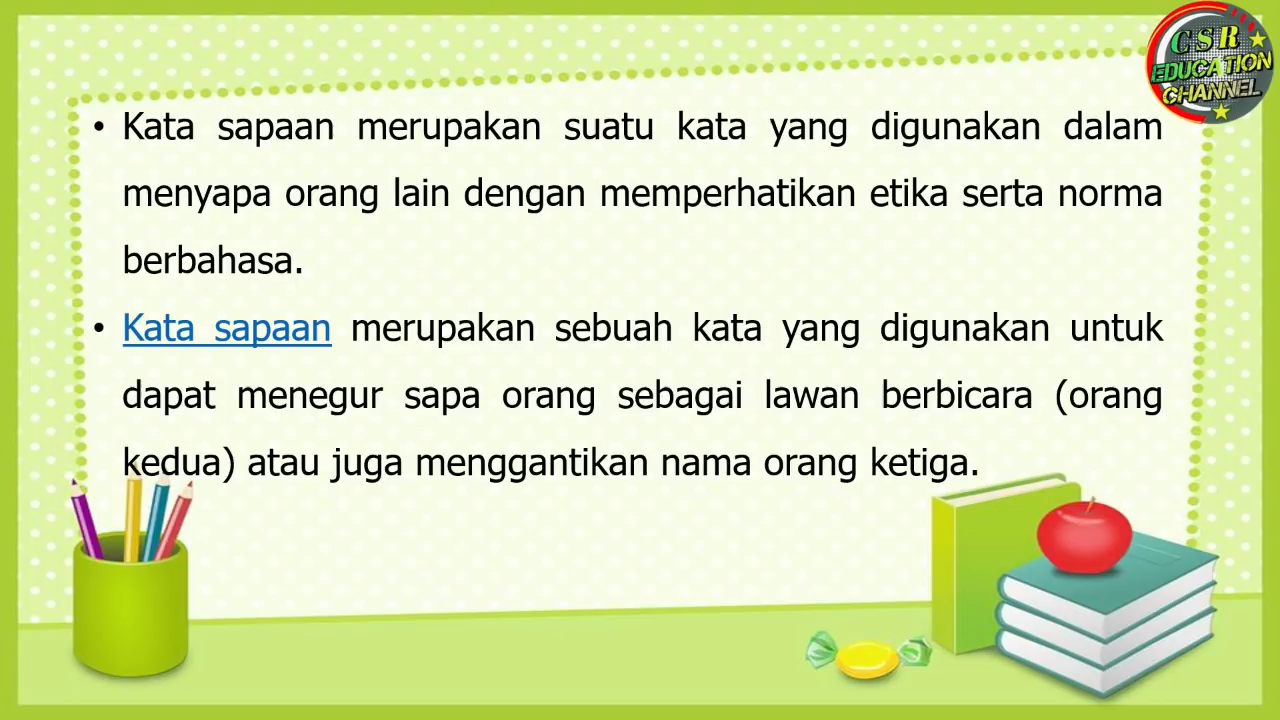 CSR
EDUCATION
CHANNEL
• Kata sapaan merupakan suatu kata yang digunakan dalam
menyapa orang lain dengan memperhatikan etika serta norma
berbahasa.
• Kata sapaan merupakan sebuah kata yang digunakan untuk
dapat menegur sapa orang sebagai lawan berbicara (orang
kedua) atau juga menggantikan nama orang ketiga.